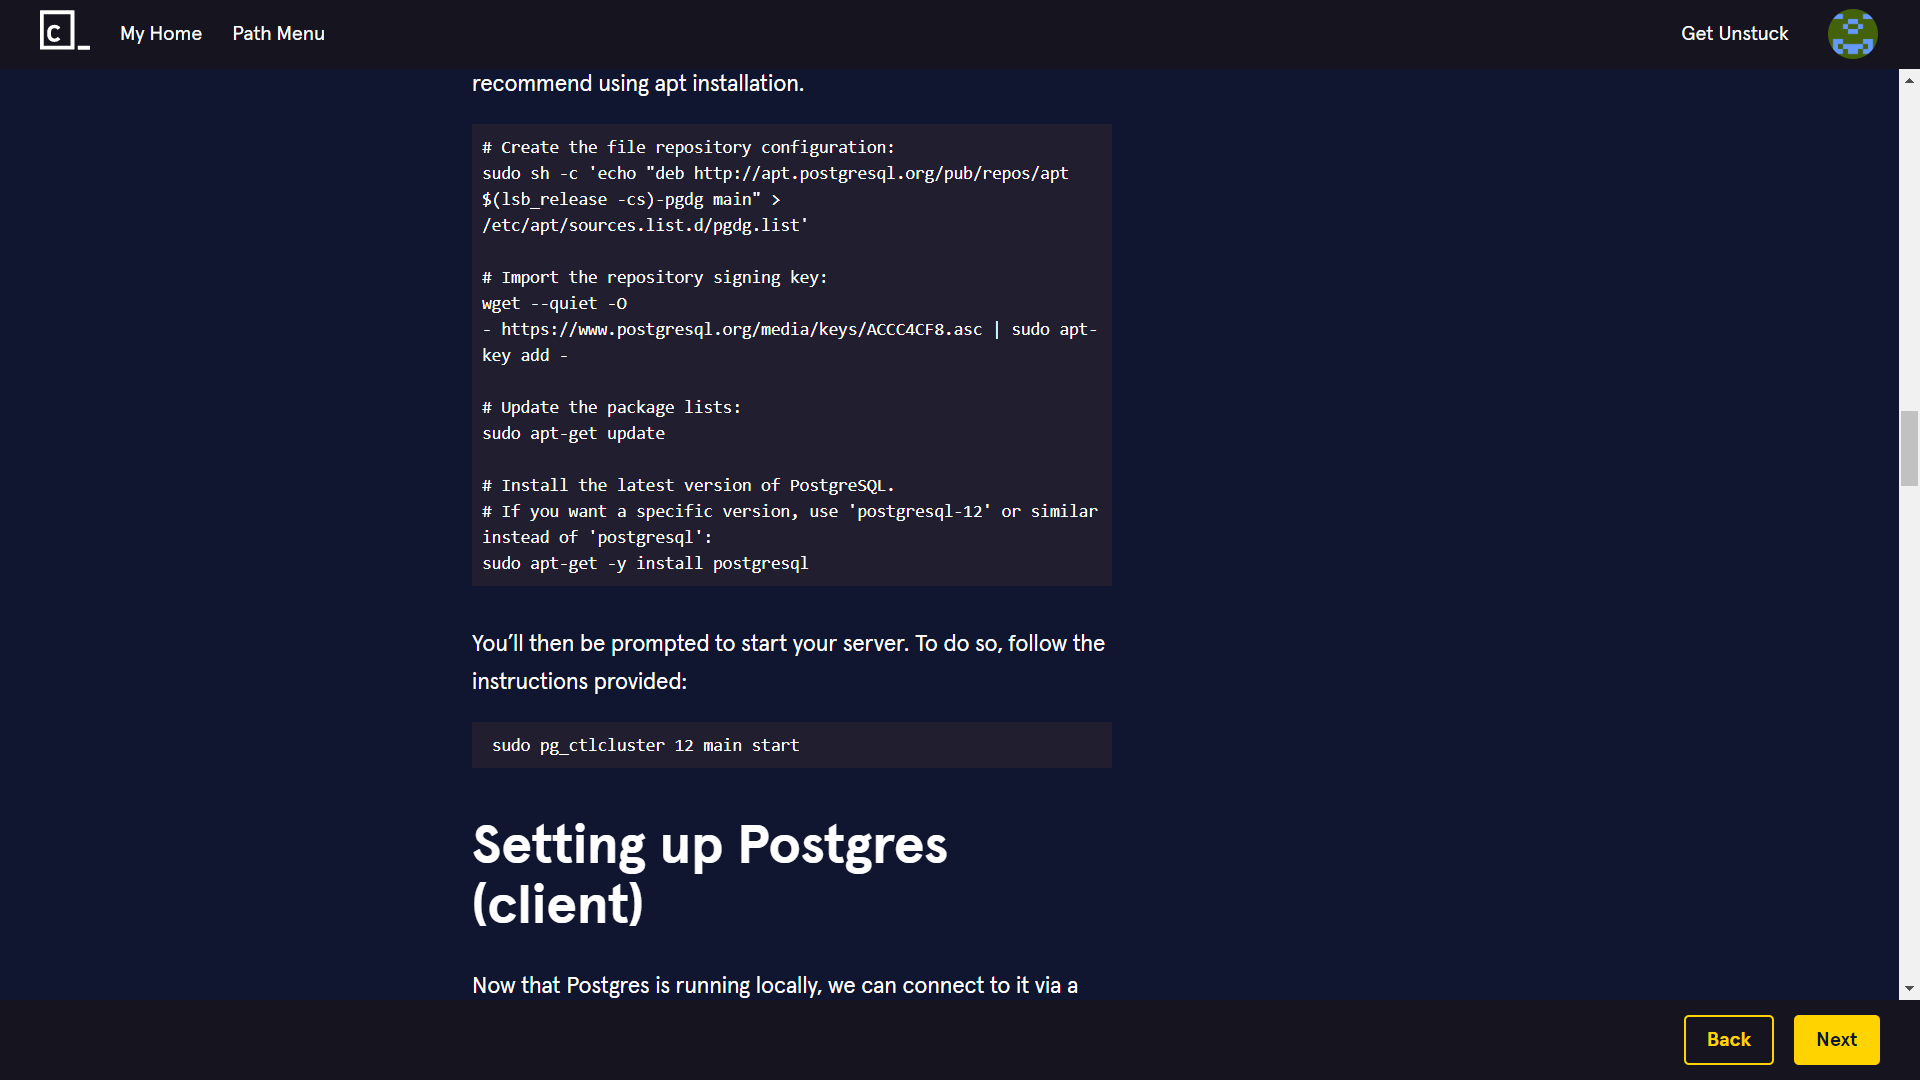 C_
My Home
Path Menu
Get Unstuck
recommend using apt installation.
# Create the file repository configuration:
sudo sh -c 'echo "deb http://apt.postgresql.org/pub/repos/apt
$(lsb_release -cs)-pgdg main" >
/etc/apt/sources.list.d/pgdg.list'
# Import the repository signing key:
wget --quiet -O
- https://www.postgresql.org/media/keys/ACCC4CF8.asc | sudo apt-
key add -
# Update the package lists:
sudo apt-get update
# Install the latest version of PostgreSQL.
# If you want a specific version, use 'postgresql-12' or similar
instead of 'postgresql':
sudo apt-get -y install postgresql
You’ll then be prompted to start your server. To do so, follow the
instructions provided:
sudo pg_ctlcluster 12 main start
Setting up Postgres
(client)
Now that Postgres is running locally, we can connect to it via a
Back
Next